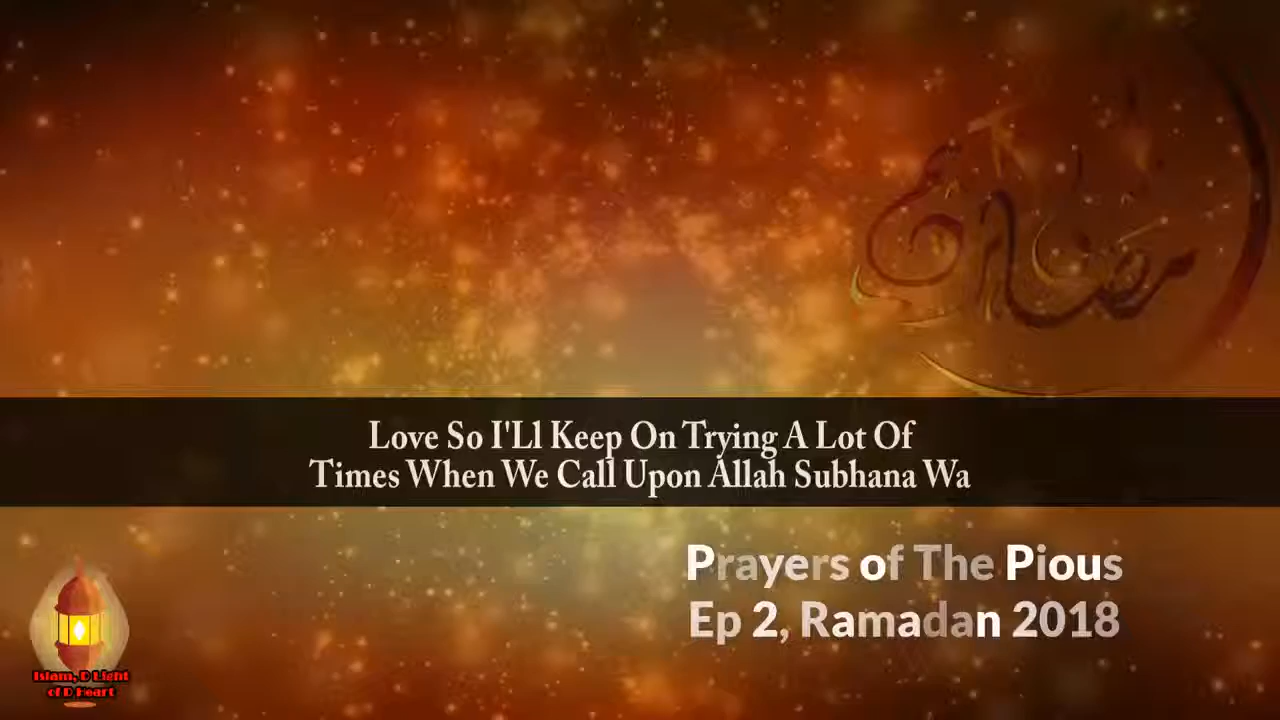 Love So I'Ll Keep On Trying A Lot Of
Times When We Call Upon Allah Subhana Wa
Prayers of The Pious
Ep 2, Ramadan 2018
Islam, D Light
of D Heart